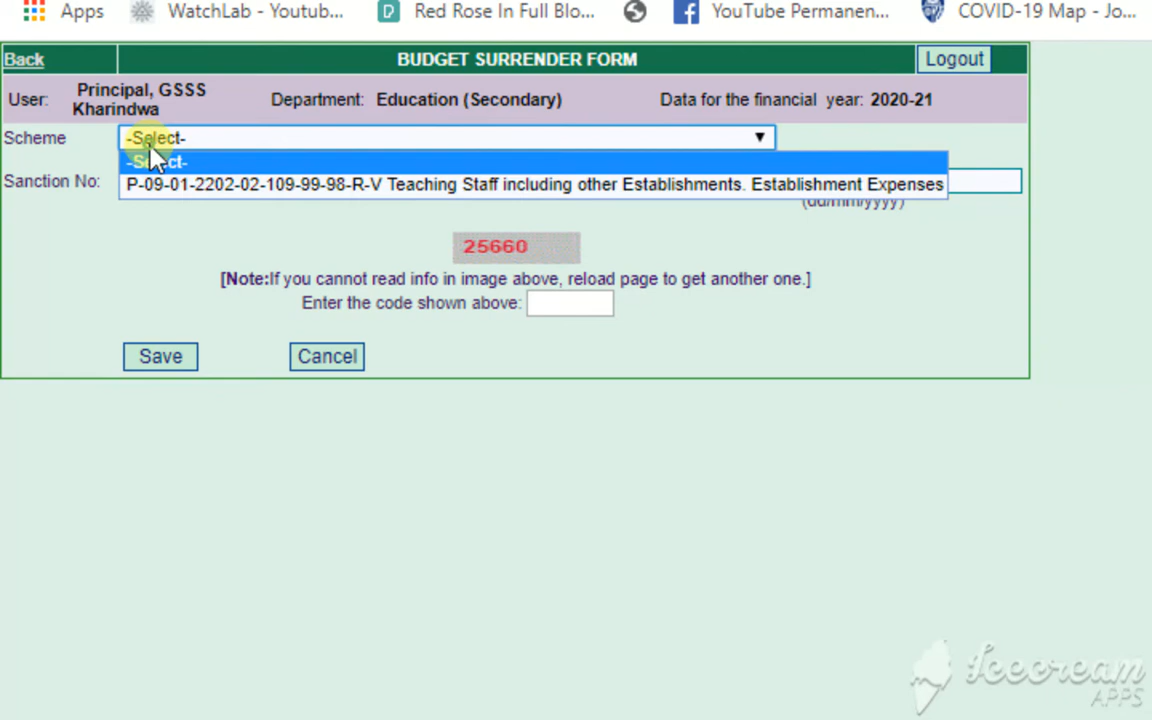 Apps WatchLab - Youtub... Red Rose In Full Blo... YouTube Permanen... COVID-19 Map - Jo...
Back BUDGET SURRENDER FORM Logout
User: Principal, GSSS Kharindwa Department: Education (Secondary) Data for the financial year: 2020-21
Scheme -Select-
-Select-
Sanction No: P-09-01-2202-02-109-99-98-R-V Teaching Staff including other Establishments. Establishment Expenses
(dd/mm/yyyy)
25660
[Note:If you cannot read info in image above, reload page to get another one.]
Enter the code shown above:
Save Cancel
Icecream
APPS